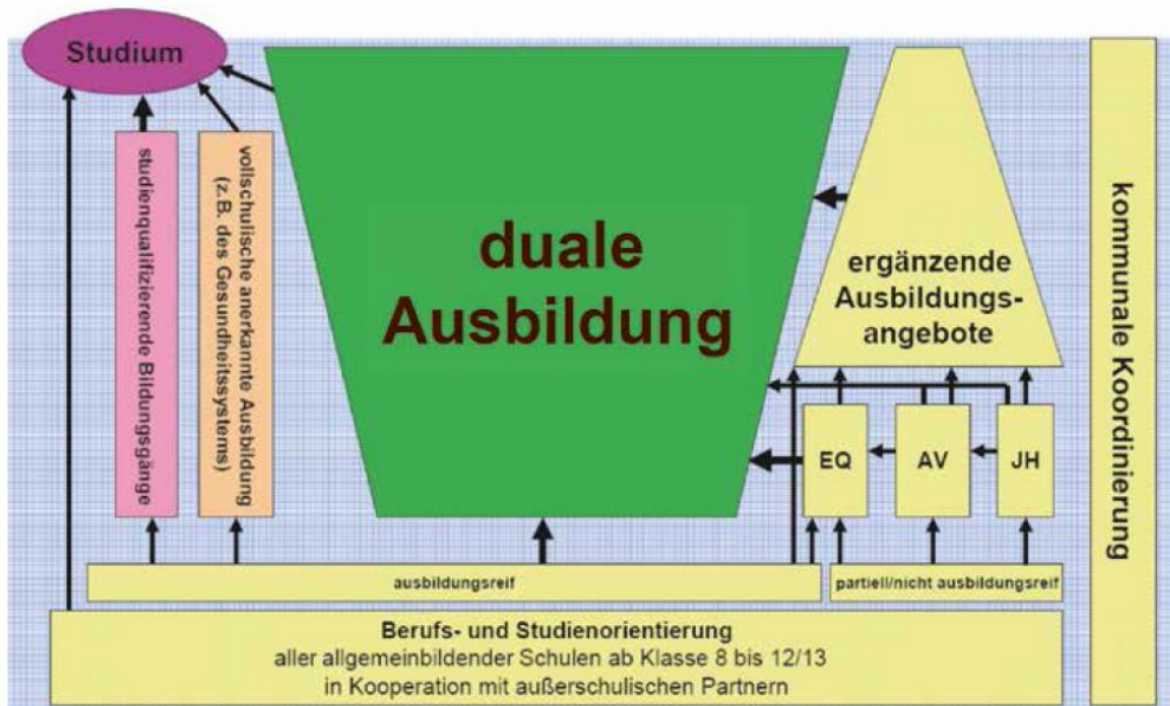 Studium
studienqualifizierende Bildungsgänge
vollschulische anerkannte Ausbildung
(z.B. des Gesundheitssystems)
duale
Ausbildung
ergänzende
Ausbildungs-
angebote
EQ
AV
JH
kommunale Koordinierung
ausbildungsreif
partiell/nicht ausbildungsreif
Berufs- und Studienorientierung
aller allgemeinbildender Schulen ab Klasse 8 bis 12/13
in Kooperation mit außerschulischen Partnern